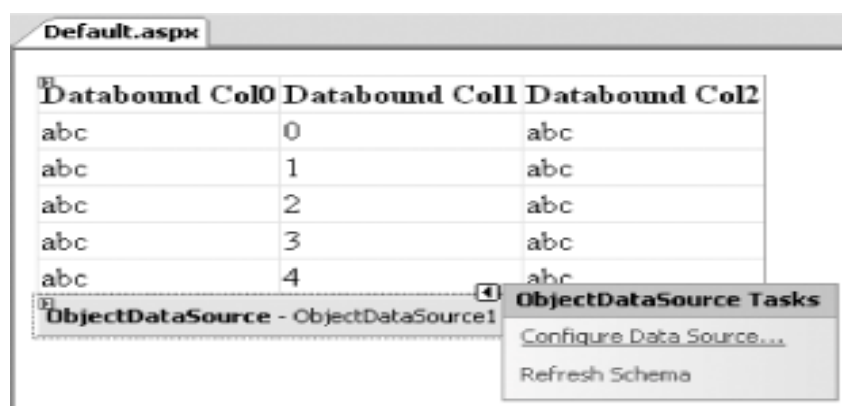 Default.aspx
Databound Col0 Databound Col1 Databound Col2
abc 0 abc
abc 1 abc
abc 2 abc
abc 3 abc
abc 4 abc
ObjectDataSource - ObjectDataSource1
ObjectDataSource Tasks
Configure Data Source...
Refresh Schema